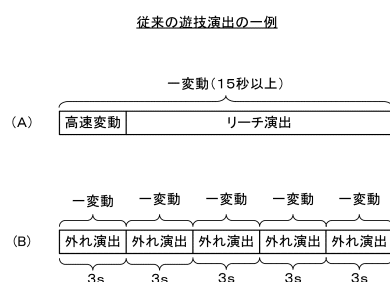 従来の遊技演出の一例
一変動(15秒以上)
(A) 高速変動 リーチ演出
一変動 一変動 一変動 一変動 一変動
(B) 外れ演出 外れ演出 外れ演出 外れ演出 外れ演出
3s 3s 3s 3s 3s